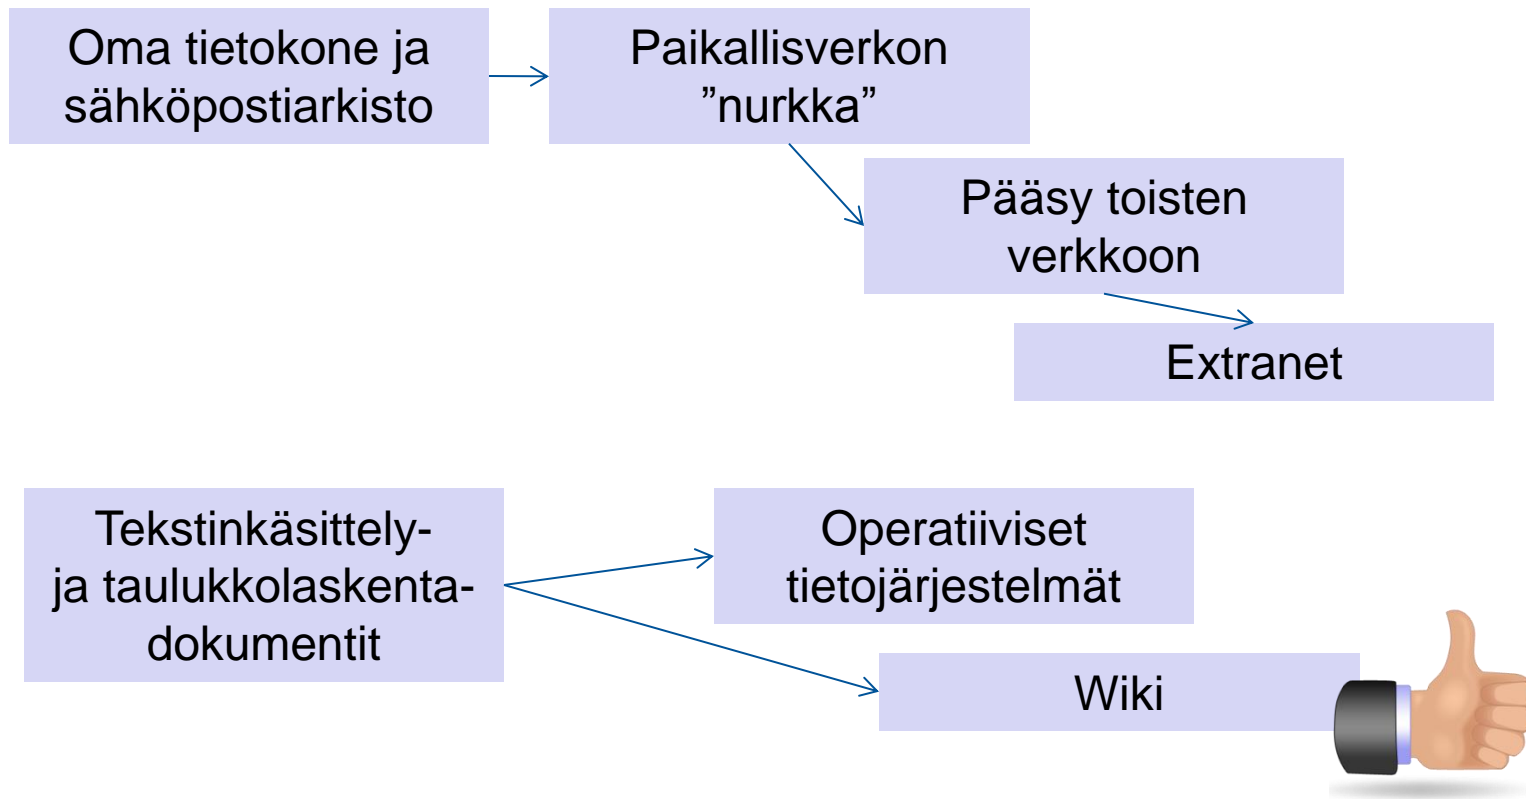 Oma tietokone ja
sähköpostiarkisto
Paikallisverkon
”nurkka”
Pääsy toisten
verkkoon
Extranet
Tekstinkäsittely-
ja taulukkolaskenta-
dokumentit
Operatiiviset
tietojärjestelmät
Wiki